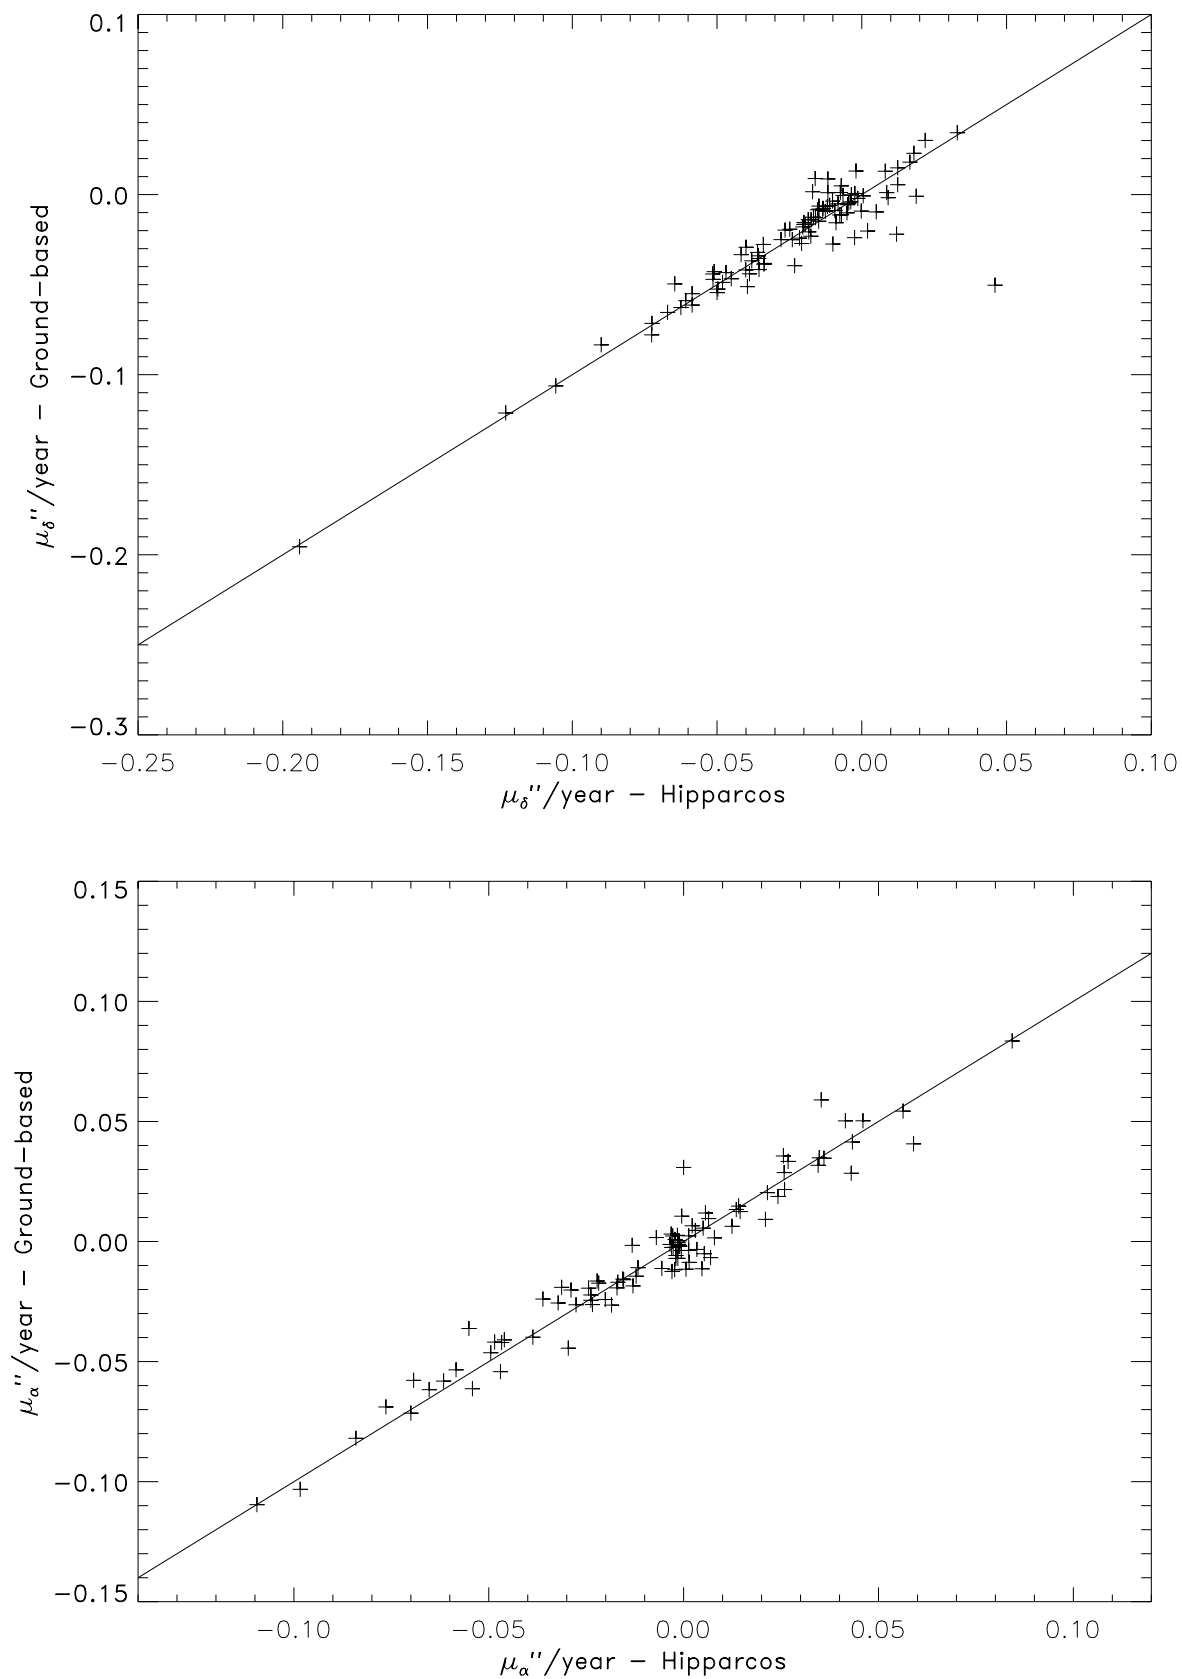 0.1
0.0
−0.1
−0.2
−0.3
μδ''/year − Ground−based
−0.25 −0.20 −0.15 −0.10 −0.05 0.00 0.05 0.10
μδ''/year − Hipparcos
0.15
0.10
0.05
0.00
−0.05
−0.10
−0.15
μα''/year − Ground−based
−0.10 −0.05 0.00 0.05 0.10
μα''/year − Hipparcos